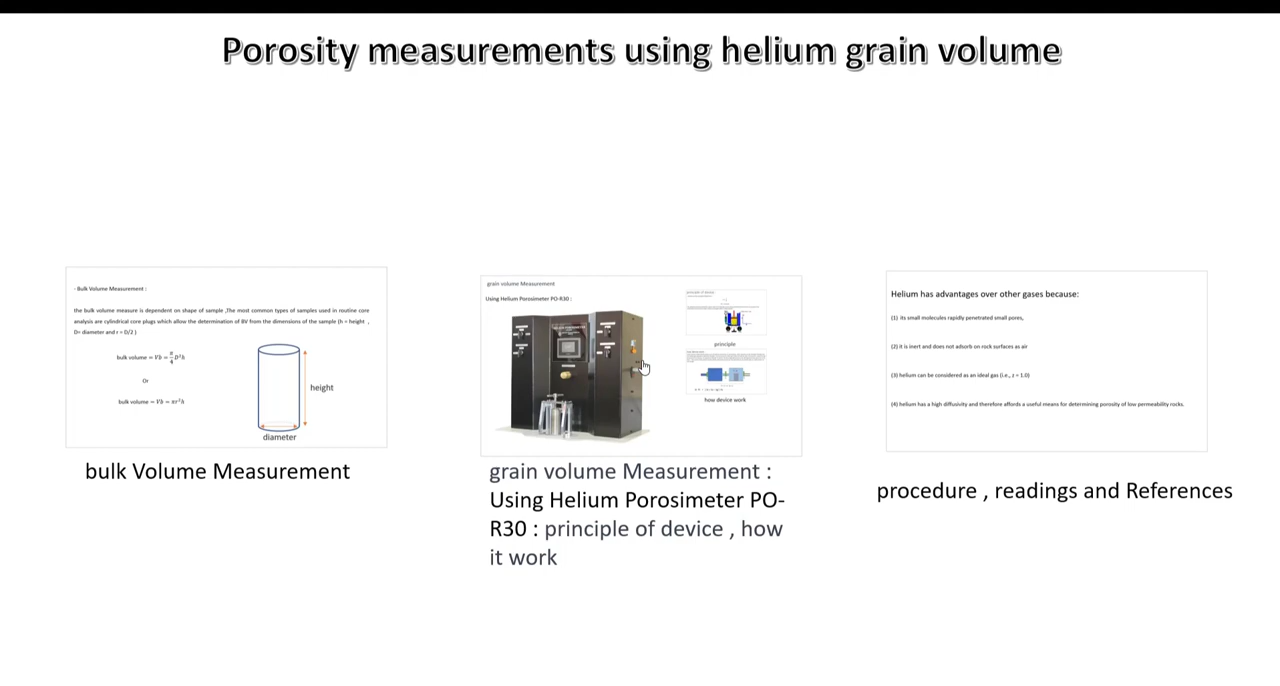 Porosity measurements using helium grain volume
- Bulk Volume Measurement :
the bulk volume measure is dependent on shape of sample ,The most common types of samples used in routine core
analysis are cylindrical core plugs which allow the determination of BV from the dimensions of the sample (h = height ,
D= diameter and r = D/2 )
bulk volume = Vb = π/4 D²h
Or
bulk volume = Vb = πr²h
height
diameter
bulk Volume Measurement
grain volume Measurement
Using Helium Porosimeter PO-R30 :
principle
how device work
grain volume Measurement :
Using Helium Porosimeter PO-
R30 : principle of device , how
it work
Helium has advantages over other gases because:
(1) Its small molecules rapidly penetrated small pores,
(2) It is inert and does not adsorb on rock surfaces as air
(3) helium can be considered as an ideal gas (i.e., z = 1.0)
(4) helium has a high diffusivity and therefore affords a useful means for determining porosity of low permeability rocks.
procedure , readings and References